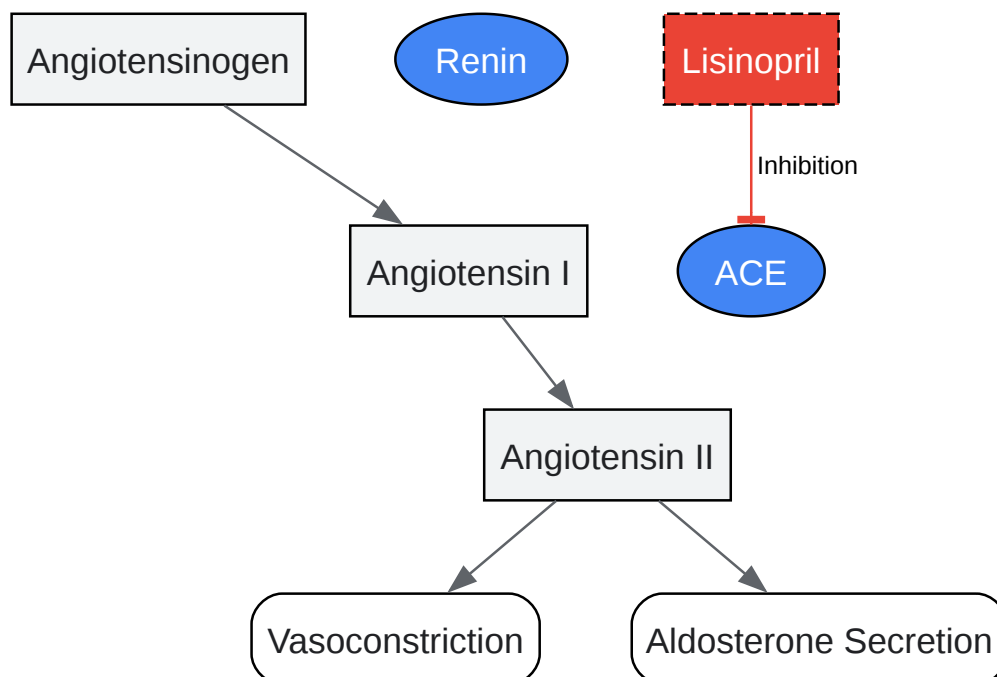 Angiotensinogen
Renin
Lisinopril
Inhibition
Angiotensin I
ACE
Angiotensin II
Vasoconstriction
Aldosterone Secretion